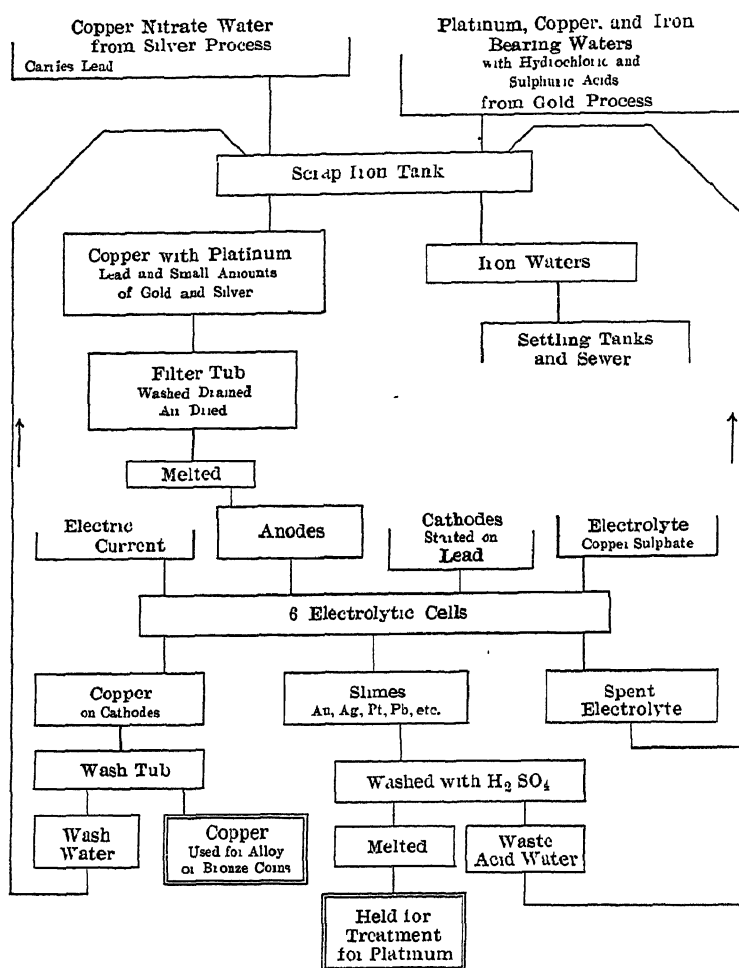 Copper Nitrate Water
from Silver Process
Carries Lead
Platinum, Copper, and Iron
Bearing Waters
with Hydrochloric and
Sulphuric Acids
from Gold Process
Scrap Iron Tank
Copper with Platinum
Lead and Small Amounts
of Gold and Silver
Iron Waters
Settling Tanks
and Sewer
Filter Tub
Washed Drained
Air Dried
Melted
Electric
Current
Anodes
Cathodes
Started on
Lead
Electrolyte
Copper Sulphate
6 Electrolytic Cells
Copper
on Cathodes
Slimes
Au, Ag, Pt, Pb, etc.
Spent
Electrolyte
Wash Tub
Washed with H₂ SO₄
Wash
Water
Copper
Used for Alloy
or Bronze Coins
Melted
Waste
Acid Water
Held for
Treatment
for Platinum